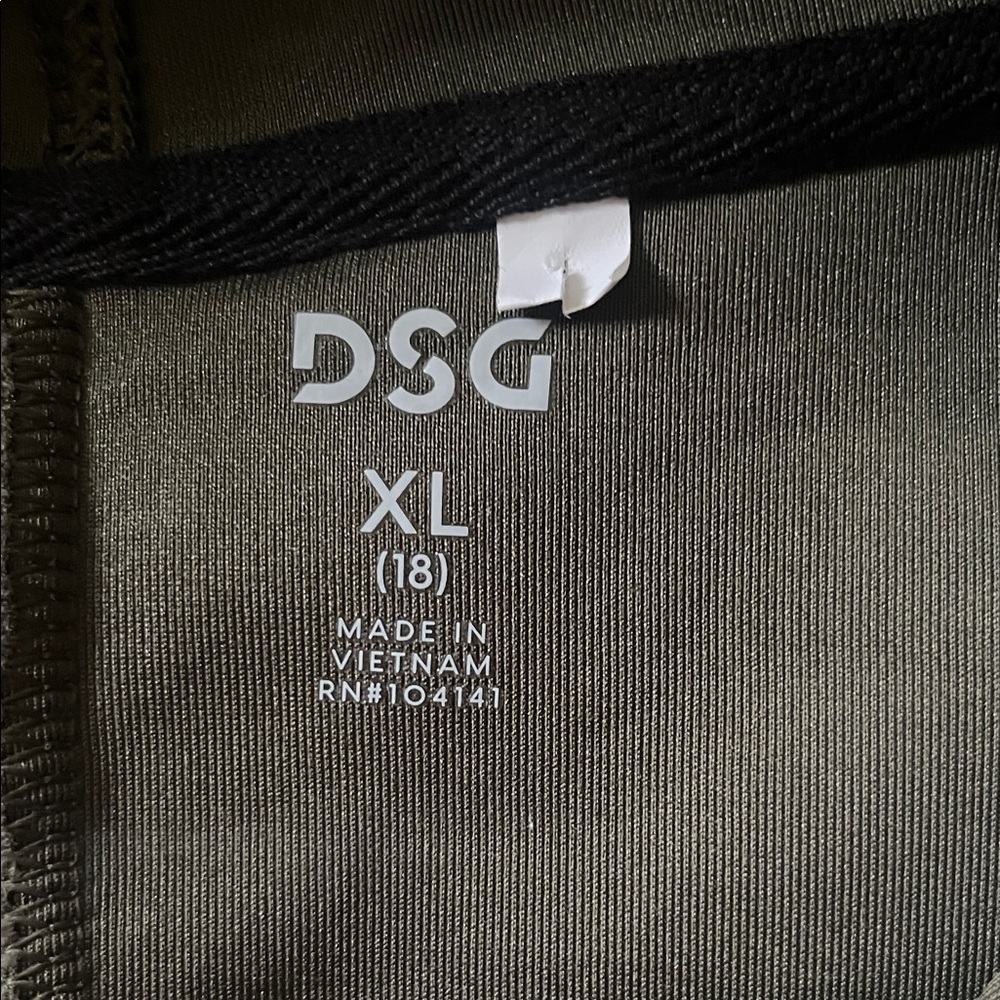 DSG
XL
(18)
MADE IN
VIETNAM
RN#104141